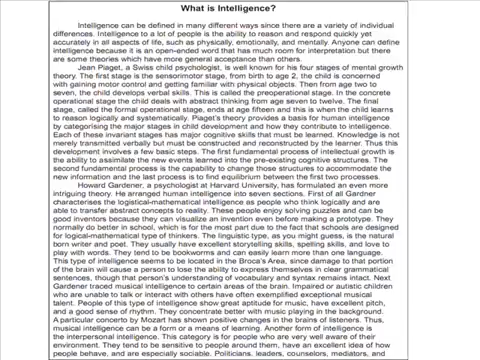 What is Intelligence?
Intelligence can be defined in many different ways since there are a variety of individual
differences. Intelligence to a lot of people is the ability to reason and respond quickly yet
accurately in all aspects of life, such as physically, emotionally, and mentally. Anyone can define
intelligence because it is an open-ended word that has much room for interpretation but there
are some theories which have more general acceptance than others.
Jean Piaget, a Swiss child psychologist, is well known for his four stages of mental growth
theory. The first stage is the sensorimotor stage, from birth to age 2, the child is concerned
with gaining motor control and getting familiar with physical objects. Then from age two to
seven, the child develops verbal skills. This is called the preoperational stage. In the concrete
operational stage the child deals with abstract thinking from age seven to twelve. The final
stage, called the formal operational stage, ends at age fifteen and this is when the child learns
to reason logically and systematically. Piaget's theory provides a basis for human intelligence
by categorising the major stages in child development and how they contribute to intelligence.
Each of these invariant stages has major cognitive skills that must be learned. Knowledge is not
merely transmitted verbally but must be constructed and reconstructed by the learner. Thus this
development involves a few basic steps. The first fundamental process of intellectual growth is
the ability to assimilate the new events learned into the pre-existing cognitive structures. The
second fundamental process is the capability to change those structures to accommodate the
new information and the last process is to find equilibrium between the first two processes.
Howard Gardener, a psychologist at Harvard University, has formulated an even more
intriguing theory. He arranged human intelligence into seven sections. First of all Gardner
characterises the logistical-mathematical intelligence as people who think logically and are
able to transfer abstract concepts to reality. These people enjoy solving puzzles and can be
good inventors because they can visualize an invention even before making a prototype. They
normally do better in school, which is for the most part due to the fact that schools are designed
for logical-mathematical type of thinkers. The linguistic type, as you might guess, is the natural
born writer and poet. They usually have excellent storytelling skills, spelling skills, and love
to play with words. They tend to be bookworms and can easily learn more than one language.
This type of intelligence seems to be located in the Broca's Area, since damage to that portion
of the brain will cause a person to lose the ability to express themselves in clear grammatical
sentences, though that person's understanding of vocabulary and syntax remains intact. Next
Gardener traced musical intelligence to certain areas of the brain. Impaired or autistic children
who are unable to talk or interact with others have often exemplified exceptional musical
talent. People of this type of intelligence show great aptitude for music, have excellent pitch,
and a good sense of rhythm. They concentrate better with music playing in the background.
A particular concerto by Mozart has shown positive changes in the brains of listeners. Thus,
musical intelligence can be a form or a means of learning. Another form of intelligence is
the interpersonal intelligence. This category is for people who are very well aware of their
environment. They tend to be sensitive to people around them, have an excellent idea of how
people behave, and are especially sociable. Politicians, leaders, counselors, mediators, and